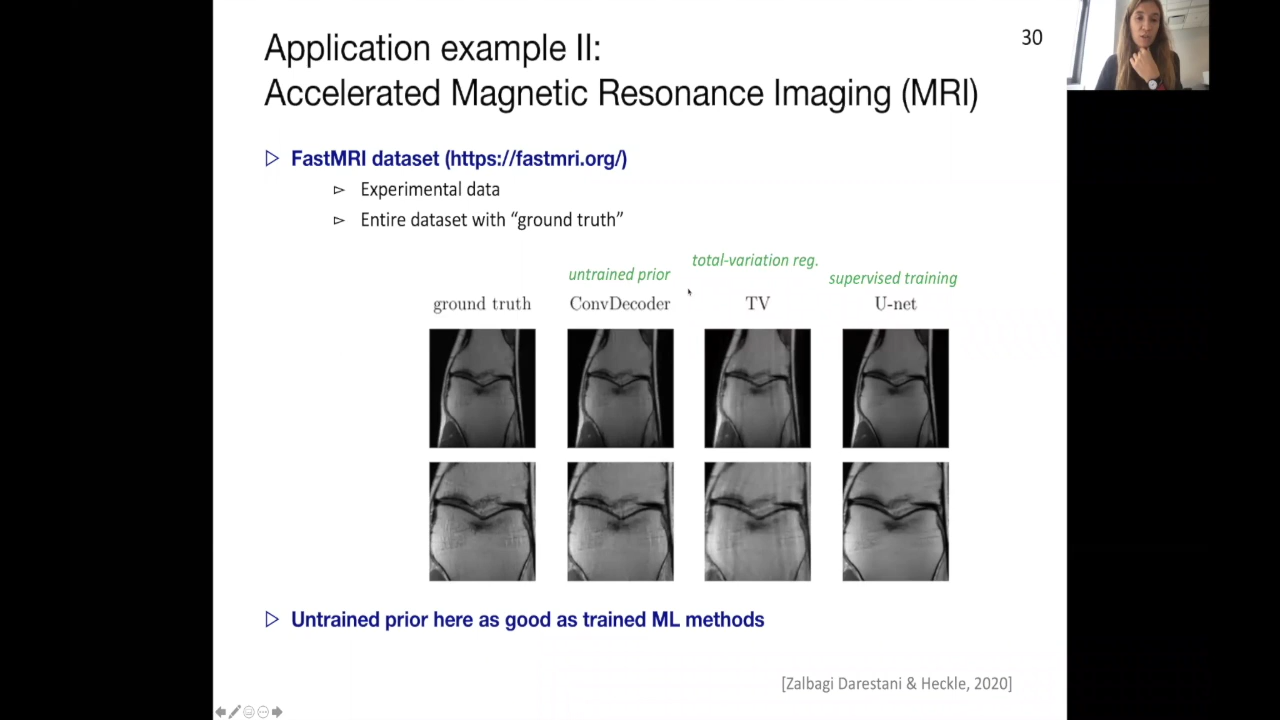 Application example II:
30
Accelerated Magnetic Resonance Imaging (MRI)
FastMRI dataset (https://fastmri.org/)
Experimental data
Entire dataset with “ground truth”
untrained prior
total-variation reg.
supervised training
ground truth
ConvDecoder
TV
U-net
Untrained prior here as good as trained ML methods
[Zalbagi Darestani & Heckle, 2020]